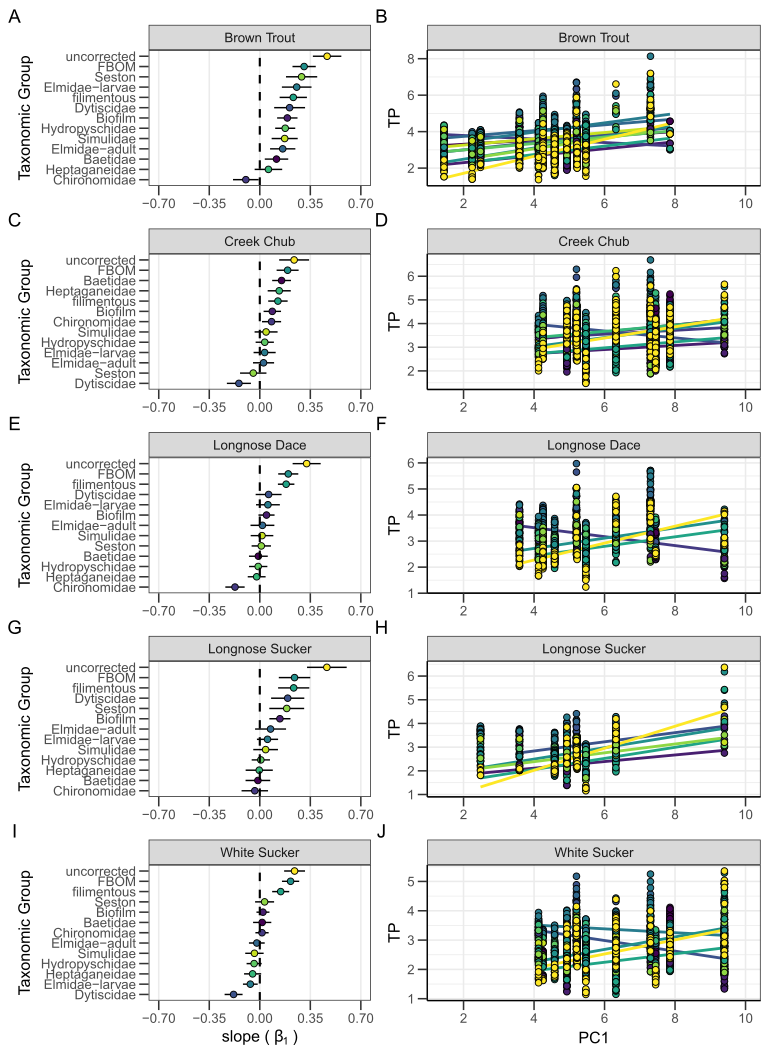 A
Brown Trout
Taxonomic Group
uncorrected
FBOM
Seston
Elmidae−larvae
filimentous
Dytiscidae
Biofilm
Hydropyschidae
Simulidae
Elmidae−adult
Baetidae
Heptaganeidae
Chironomidae
−0.70 −0.35 0.00 0.35 0.70
B
Brown Trout
TP
8
6
4
2
2 4 6 8 10
C
Creek Chub
Taxonomic Group
uncorrected
FBOM
Baetidae
Heptaganeidae
filimentous
Biofilm
Chironomidae
Simulidae
Hydropyschidae
Elmidae−larvae
Elmidae−adult
Seston
Dytiscidae
−0.70 −0.35 0.00 0.35 0.70
D
Creek Chub
TP
6
5
4
3
2
2 4 6 8 10
E
Longnose Dace
Taxonomic Group
uncorrected
FBOM
filimentous
Dytiscidae
Elmidae−larvae
Biofilm
Elmidae−adult
Simulidae
Seston
Baetidae
Hydropyschidae
Heptaganeidae
Chironomidae
−0.70 −0.35 0.00 0.35 0.70
F
Longnose Dace
TP
6
5
4
3
2
1
2 4 6 8 10
G
Longnose Sucker
Taxonomic Group
uncorrected
FBOM
filimentous
Dytiscidae
Seston
Biofilm
Elmidae−adult
Elmidae−larvae
Simulidae
Hydropyschidae
Heptaganeidae
Baetidae
Chironomidae
−0.70 −0.35 0.00 0.35 0.70
H
Longnose Sucker
TP
6
5
4
3
2
1
2 4 6 8 10
I
White Sucker
Taxonomic Group
uncorrected
FBOM
filimentous
Seston
Biofilm
Baetidae
Chironomidae
Elmidae−adult
Simulidae
Hydropyschidae
Heptaganeidae
Elmidae−larvae
Dytiscidae
−0.70 −0.35 0.00 0.35 0.70
slope ( β₁ )
J
White Sucker
TP
5
4
3
2
1
2 4 6 8 10
PC1